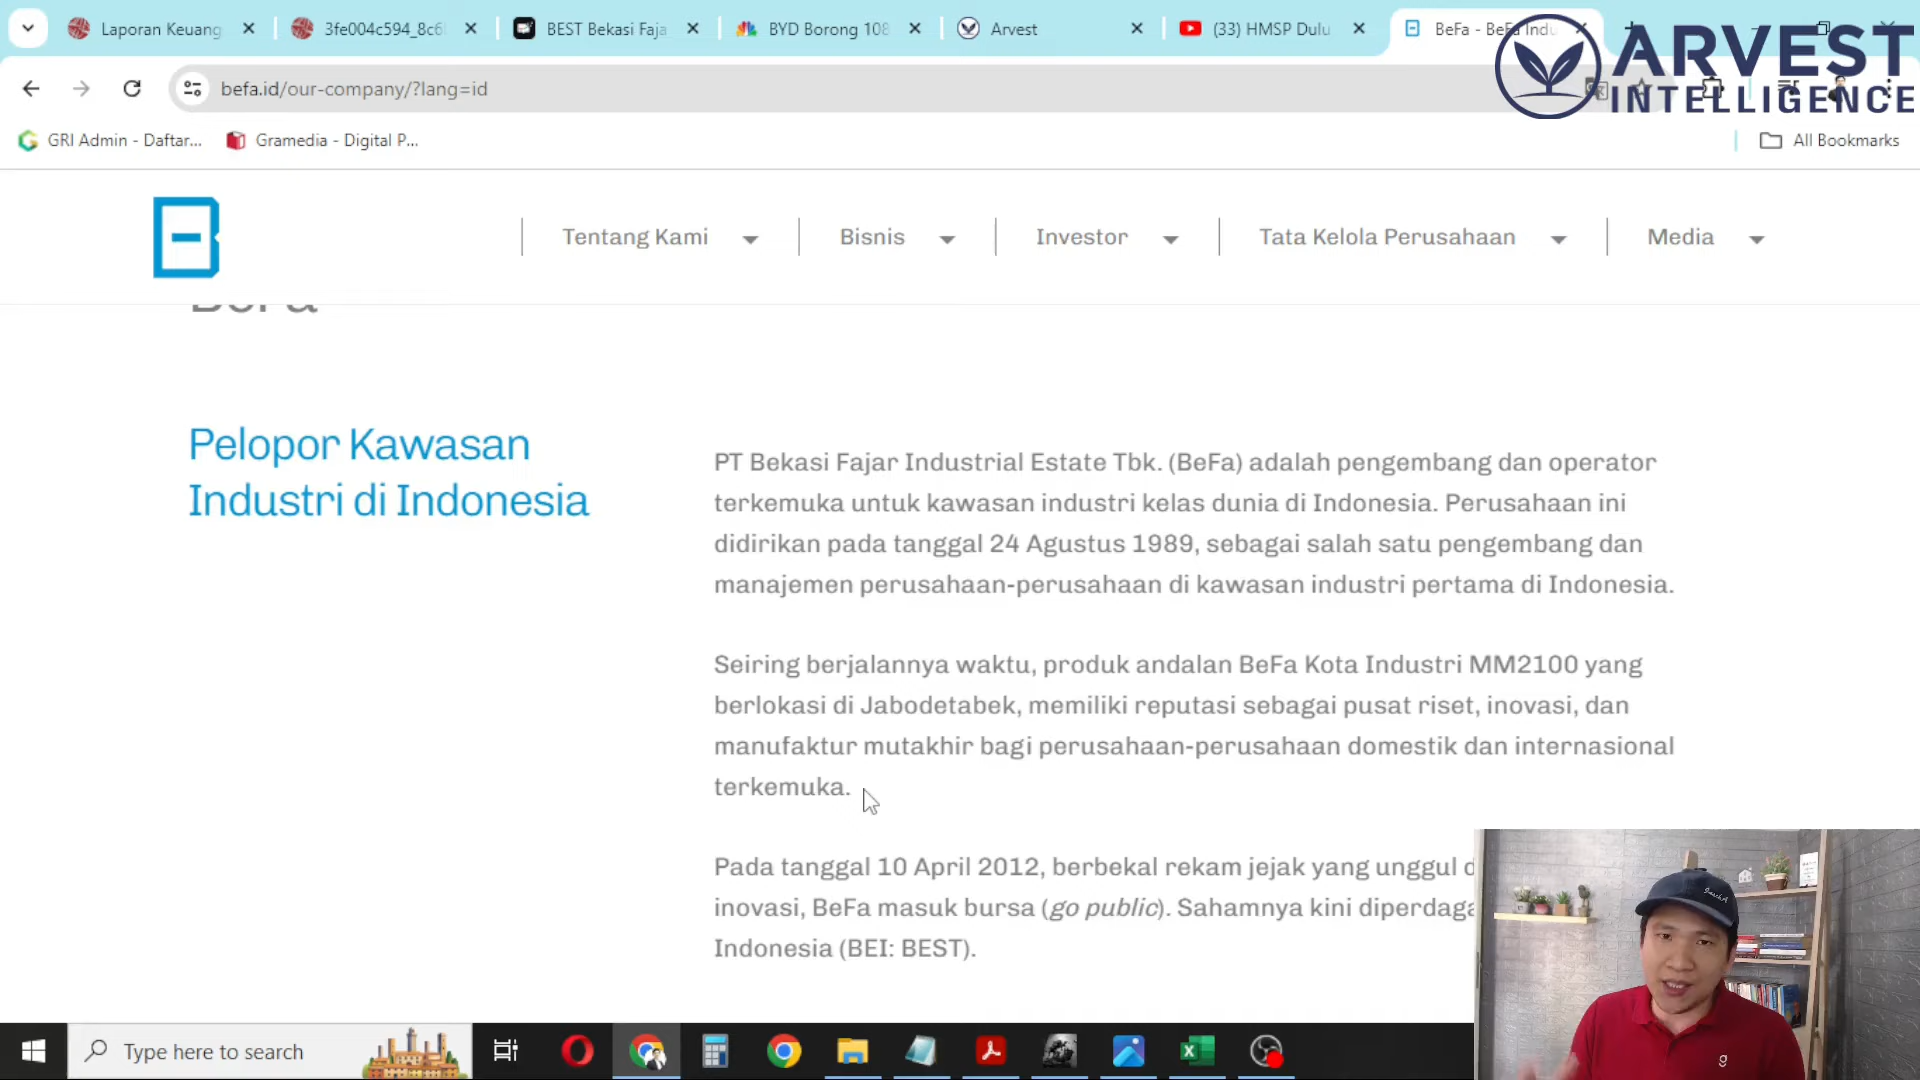 Laporan Keuang
3fe004c594_8c6
BEST Bekasi Faja
BYD Borong 108
Arvest
(33) HMSP Dulu
BeFa - BeFa Indu
ARVEST
INTELLIGENCE
befa.id/our-company/?lang=id
GRI Admin - Daftar...
Gramedia - Digital P...
All Bookmarks
Tentang Kami
Bisnis
Investor
Tata Kelola Perusahaan
Media
Pelopor Kawasan
Industri di Indonesia
PT Bekasi Fajar Industrial Estate Tbk. (BeFa) adalah pengembang dan operator
terkemuka untuk kawasan industri kelas dunia di Indonesia. Perusahaan ini
didirikan pada tanggal 24 Agustus 1989, sebagai salah satu pengembang dan
manajemen perusahaan-perusahaan di kawasan industri pertama di Indonesia.
Seiring berjalannya waktu, produk andalan BeFa Kota Industri MM2100 yang
berlokasi di Jabodetabek, memiliki reputasi sebagai pusat riset, inovasi, dan
manufaktur mutakhir bagi perusahaan-perusahaan domestik dan internasional
terkemuka.
Pada tanggal 10 April 2012, berbekal rekam jejak yang unggul d
inovasi, BeFa masuk bursa (go public). Sahamnya kini diperdaga
Indonesia (BEI: BEST).
Type here to search